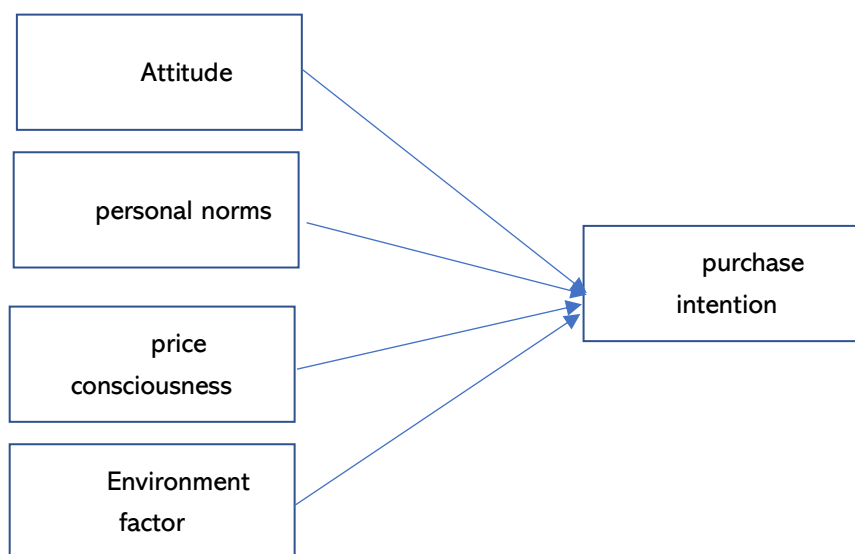 Attitude
personal norms
price
consciousness
Environment
factor
purchase
intention